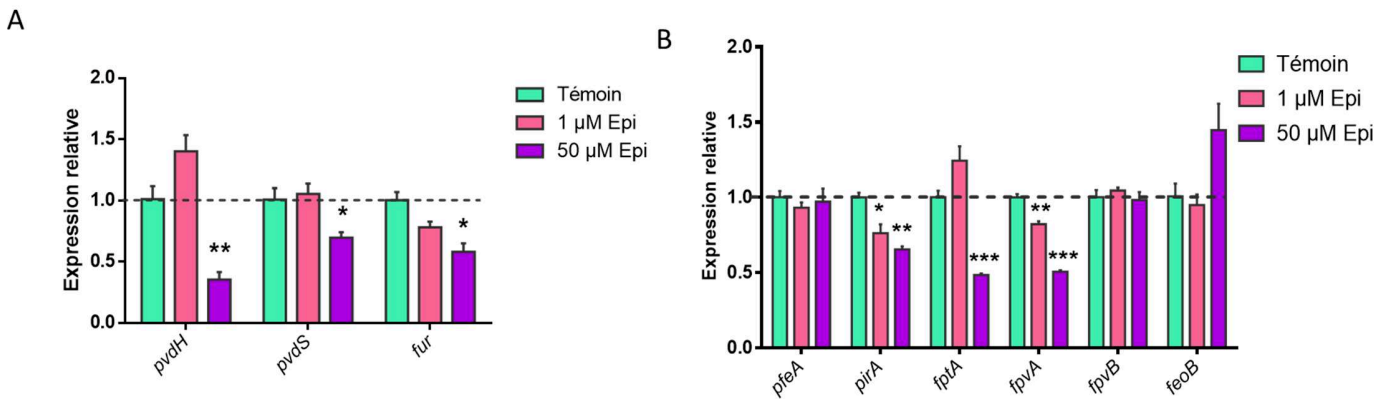 A
Expression relative
2.0
1.5
1.0
0.5
0.0
**
*
*
pvdH
pvdS
fur
Témoin
1 µM Epi
50 µM Epi
B
Expression relative
2.0
1.5
1.0
0.5
0.0
*
**
***
**
***
pfeA
pirA
fptA
fpvA
fpvB
feoB
Témoin
1 µM Epi
50 µM Epi